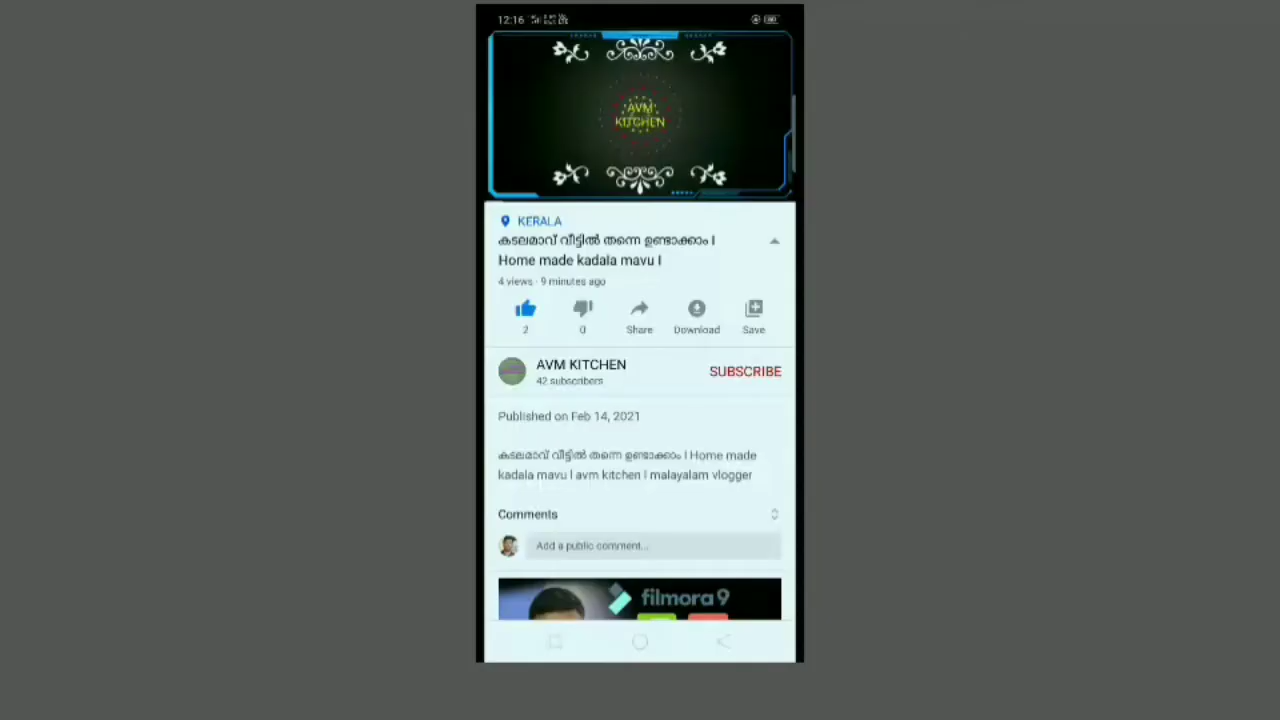 12:16
AVM
KITCHEN
KERALA
കടലമാവ് വീട്ടിൽ തന്നെ ഉണ്ടാക്കാം l
Home made kadala mavu l
4 views · 9 minutes ago
2
0
Share
Download
Save
AVM KITCHEN
SUBSCRIBE
42 subscribers
Published on Feb 14, 2021
കടലമാവ് വീട്ടിൽ തന്നെ ഉണ്ടാക്കാം l Home made
kadala mavu l avm kitchen l malayalam vlogger
Comments
Add a public comment...
filmora9